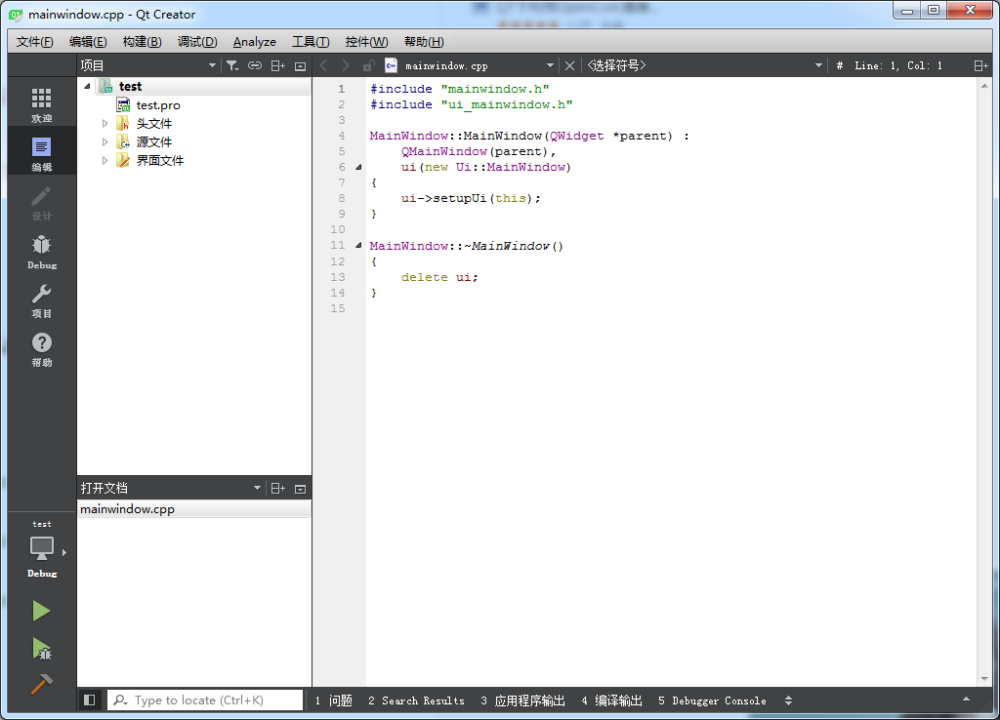 mainwindow.cpp - Qt Creator
文件(F) 编辑(E) 构建(B) 调试(D) Analyze 工具(T) 控件(W) 帮助(H)
项目
mainwindow.cpp
<选择符号>
# Line: 1, Col: 1
欢迎
编辑
设计
Debug
项目
帮助
test
Debug
test
test.pro
头文件
源文件
界面文件
打开文档
mainwindow.cpp
1 #include "mainwindow.h"
2 #include "ui_mainwindow.h"
3
4 MainWindow::MainWindow(QWidget *parent) :
5 QMainWindow(parent),
6 ui(new Ui::MainWindow)
7 {
8 ui->setupUi(this);
9 }
10
11 MainWindow::~MainWindow()
12 {
13 delete ui;
14 }
15
Type to locate (Ctrl+K)
1 问题 2 Search Results 3 应用程序输出 4 编译输出 5 Debugger Console